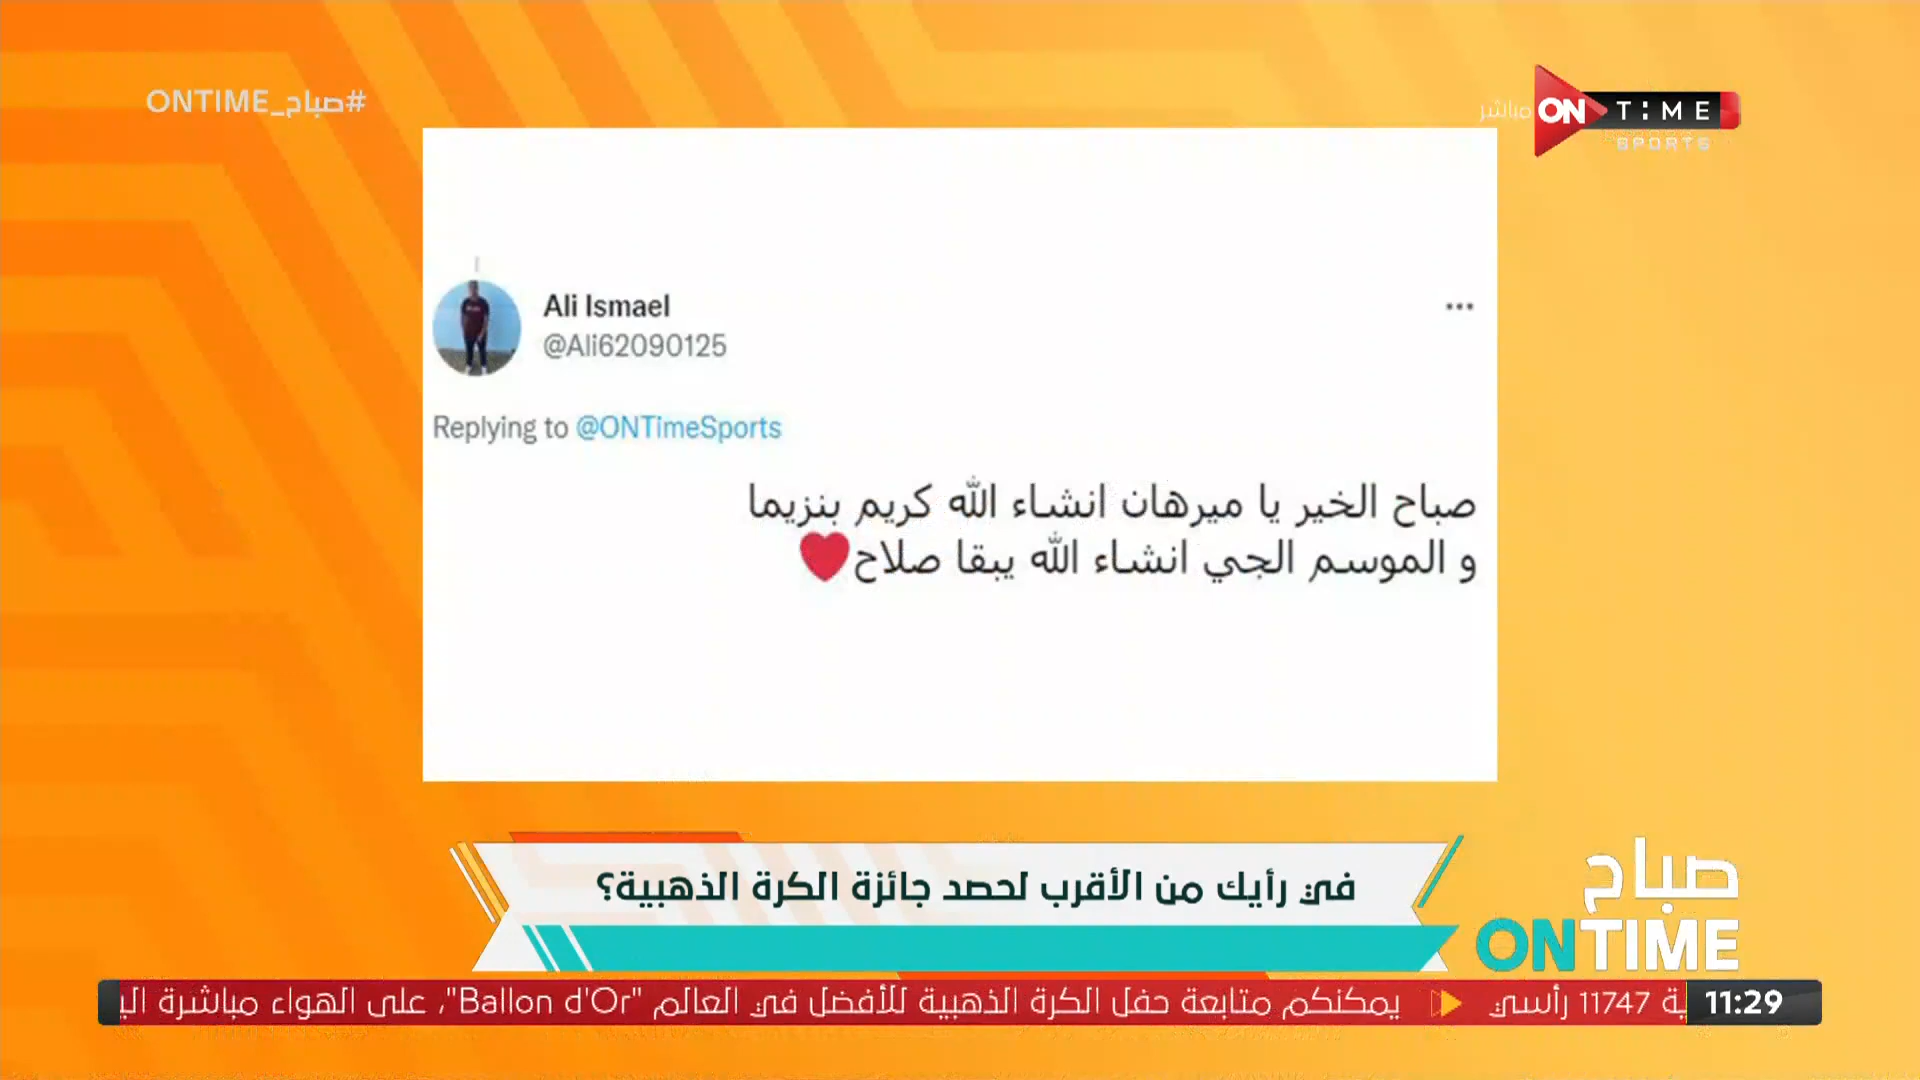 #صباح_ONTIME
مباشر ON TIME
SPORTS
Ali Ismael
@Ali62090125
Replying to @ONTimeSports
صباح الخير يا ميرهان انشاء الله كريم بنزيما
و الموسم الجي انشاء الله يبقا صلاح❤️
في رأيك من الأقرب لحصد جائزة الكرة الذهبية؟
صباح
ONTIME
11:29 11747 رأسي يمكنكم متابعة حفل الكرة الذهبية للأفضل في العالم "Ballon d'Or"، على الهواء مباشرة